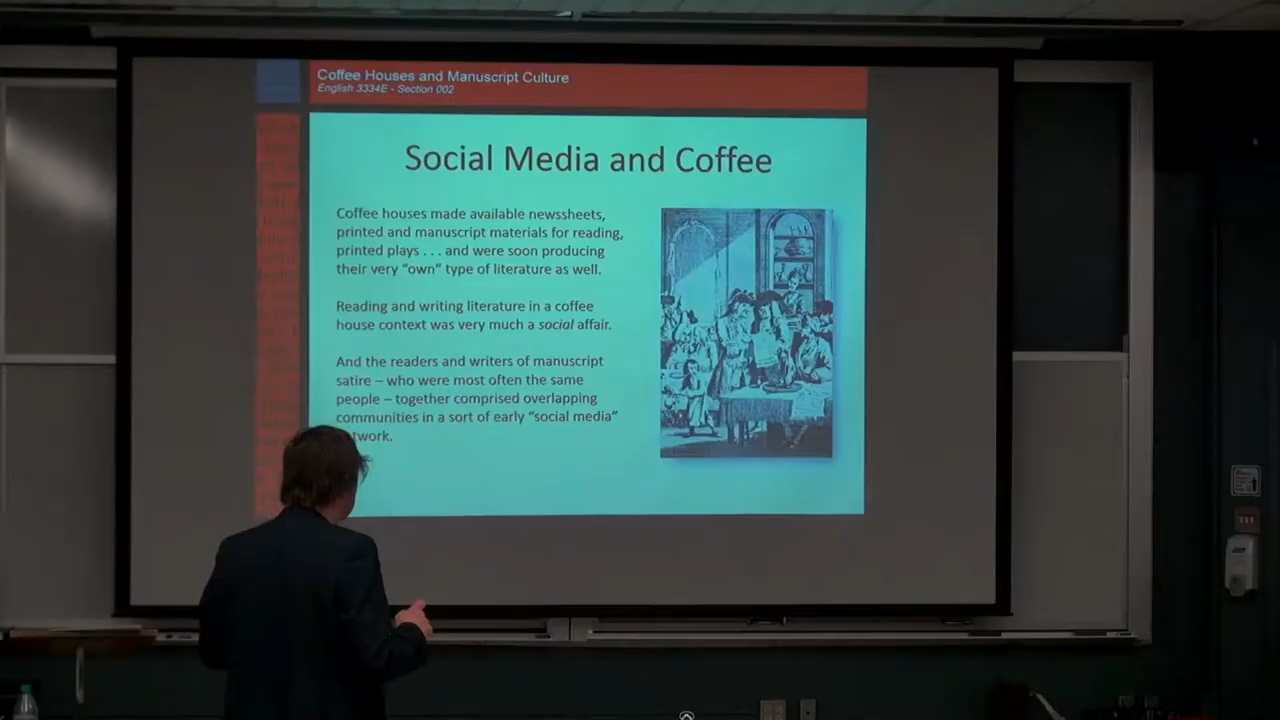 Coffee Houses and Manuscript Culture
English 3334E - Section 002
Social Media and Coffee
Coffee houses made available newssheets,
printed and manuscript materials for reading,
printed plays . . . and were soon producing
their very “own” type of literature as well.
Reading and writing literature in a coffee
house context was very much a social affair.
And the readers and writers of manuscript
satire – who were most often the same
people – together comprised overlapping
communities in a sort of early “social media”
twork.